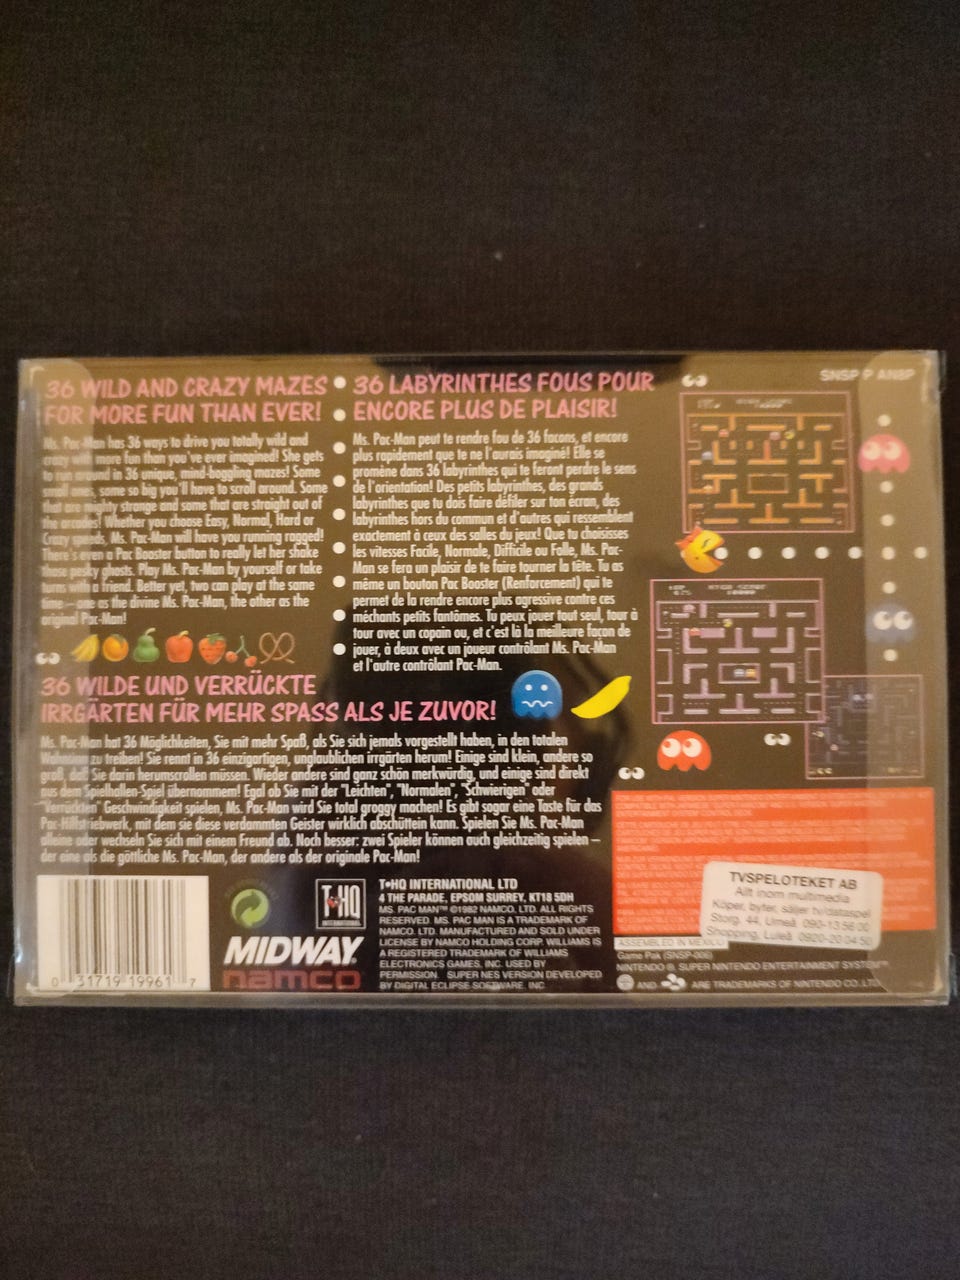 36 WILD AND CRAZY MAZES
FOR MORE FUN THAN EVER!
Ms. Pac-Man has 36 ways to drive you totally wild and
crazy with more fun than you've ever imagined! She gets
to run around in 36 unique, mind-boggling mazes! Some
small ones, some so big you'll have to scroll around. Some
that are mighty strange and some that are straight out of
the arcades! Whether you choose Easy, Normal, Hard or
Crazy speeds, Ms. Pac-Man will have you running ragged!
There's even a Pac Booster button to really let her shake
those pesky ghosts. Play Ms. Pac-Man by yourself or take
turns with a friend. Better yet, two can play at the same
time – one as the divine Ms. Pac-Man, the other as the
original Pac-Man!
36 LABYRINTHES FOUS POUR
ENCORE PLUS DE PLAISIR!
Ms. Pac-Man peut te rendre fou de 36 facons, et encore
plus rapidement que tu ne l'aurais imaginé! Elle se
promène dans 36 labyrinthes qui te feront perdre le sens
de l'orientation! Des petits labyrinthes, des grands
labyrinthes que tu dois faire défiler sur ton écran, des
labyrinthes hors du commun et d'autres qui ressemblent
exactement à ceux des salles du jeux! Que tu choisisses
les vitesses Facile, Normale, Difficile ou Folle, Ms. Pac-
Man se fera un plaisir de te faire tourner la tête. Tu as
même un bouton Pac Booster (Renforcement) qui te
permet de la rendre encore plus agressive contre ces
méchants petits fantômes. Tu peux jouer tout seul, tour à
tour avec un copain ou, et c'est là la meilleure façon de
jouer, à deux avec un joueur contrôlant Ms. Pac-Man
et l'autre contrôlant Pac-Man.
36 WILDE UND VERRÜCKTE
IRRGÄRTEN FÜR MEHR SPASS ALS JE ZUVOR!
Ms. Pac-Man hat 36 Möglichkeiten, Sie mit mehr Spaß, als Sie sich jemals vorgestellt haben, in den totalen
Wahnsinn zu treiben! Sie rennt in 36 einzigartigen, unglaublichen irrgärten herum! Einige sind klein, andere so
groß, daß Sie darin herumscrollen müssen. Wieder andere sind ganz schön merkwürdig, und einige sind direkt
aus dem Spielhallen-Spiel übernommem! Egal ob Sie mit der "Leichten", "Normalen", "Schwierigen" oder
"Verrückten" Geschwindigkeit spielen, Ms. Pac-Man wird Sie total groggy machen! Es gibt sogar eine Taste für das
Pac-Hilfstriebwerk, mit dem sie diese verdammten Geister wirklich abschüttein kann. Spielen Sie Ms. Pac-Man
alleine oder wechseln Sie sich mit einem Freund ab. Noch besser: zwei Spieler können auch gleichzeitig spielen –
der eine als die göttliche Ms. Pac-Man, der andere als der originale Pac-Man!
SNSP P AN8P
HIGH SCORE
HIGH SCORE
0 31719 19961 7
T·HQ
INTERNATIONAL
MIDWAY
namco
T•HQ INTERNATIONAL LTD
4 THE PARADE, EPSOM SURREY, KT18 5DH
MS. PAC MAN™ ©1982 NAMCO, LTD. ALL RIGHTS
RESERVED. MS. PAC MAN IS A TRADEMARK OF
NAMCO, LTD. MANUFACTURED AND SOLD UNDER
LICENSE BY NAMCO HOLDING CORP. WILLIAMS IS
A REGISTERED TRADEMARK OF WILLIAMS
ELECTRONICS GAMES, INC. USED BY
PERMISSION. SUPER NES VERSION DEVELOPED
BY DIGITAL ECLIPSE SOFTWARE, INC
TVSPELOTEKET AB
Allt inom multimedia
Köper, byter, säljer tv/dataspel
Storg. 44, Umeå 090-13 56 00
Shopping, Luleå 0920-20 04 50
ASSEMBLED IN MEXICO
Game Pak (SNSP-006)
NINTENDO ®, SUPER NINTENDO ENTERTAINMENT SYSTEM™
AND ARE TRADEMARKS OF NINTENDO CO., LTD.